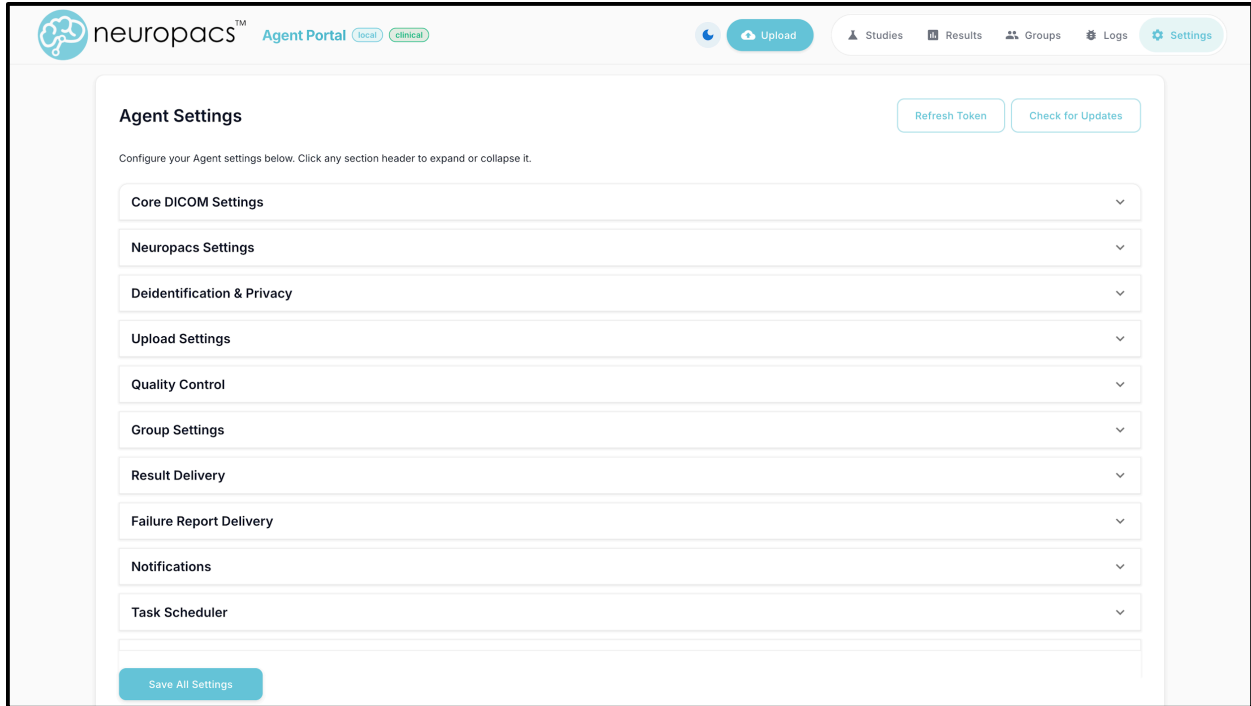 neuropacs™ Agent Portal local clinical Upload Studies Results Groups Logs Settings
Agent Settings Refresh Token Check for Updates
Configure your Agent settings below. Click any section header to expand or collapse it.
Core DICOM Settings
Neuropacs Settings
Deidentification & Privacy
Upload Settings
Quality Control
Group Settings
Result Delivery
Failure Report Delivery
Notifications
Task Scheduler
Save All Settings